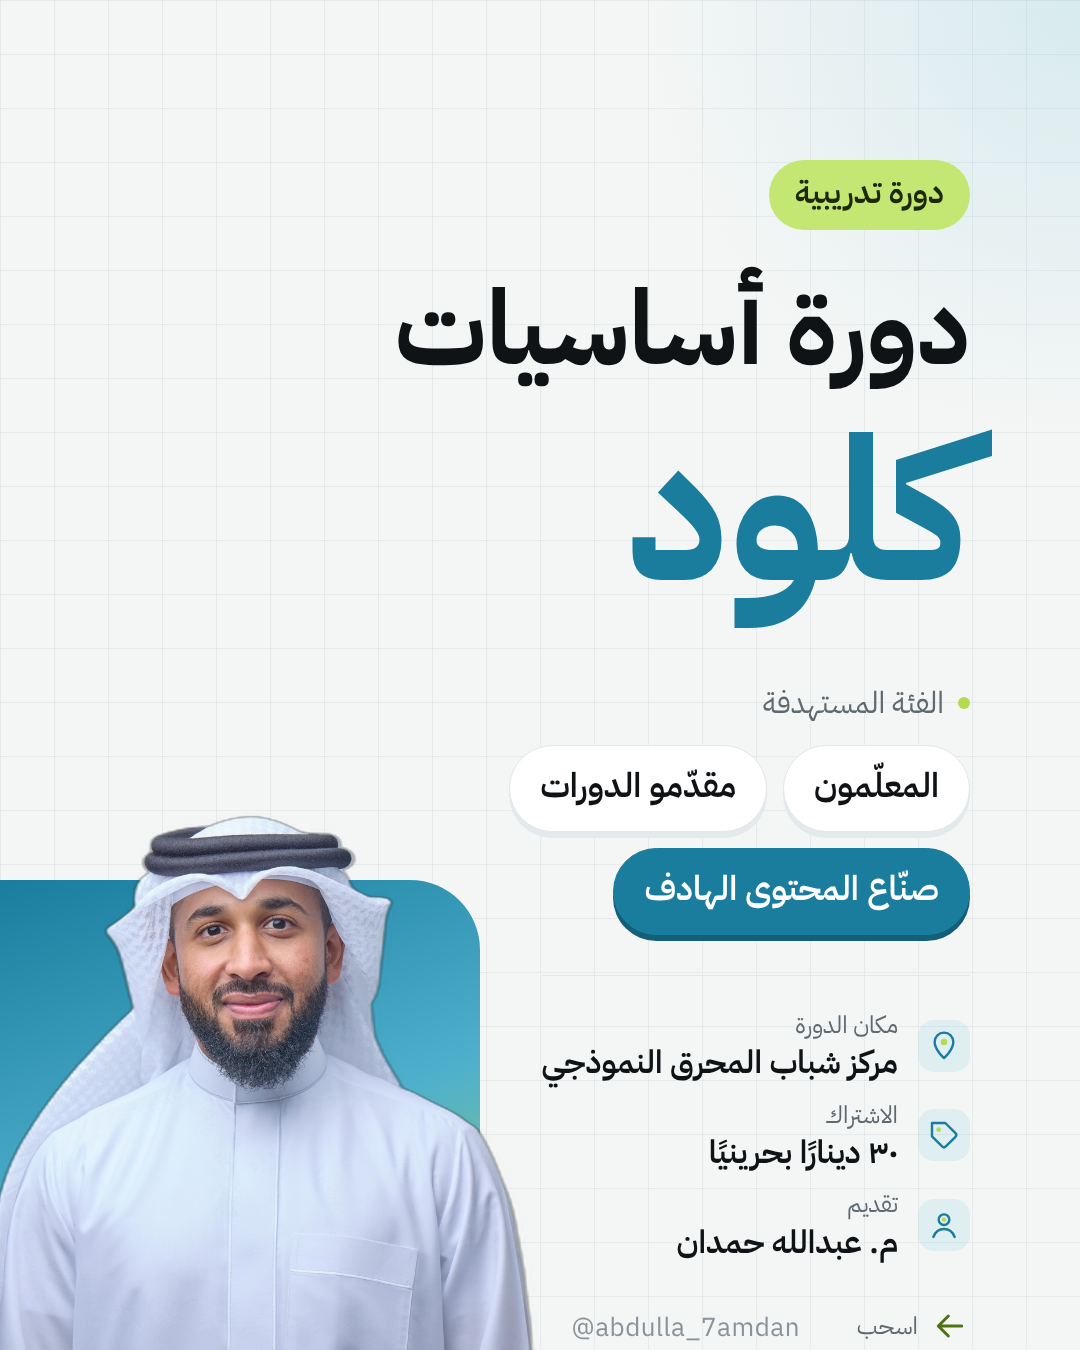 دورة تدريبية
دورة أساسيات
كلود
الفئة المستهدفة
المعلّمون
مقدّمو الدورات
صنّاع المحتوى الهادف
مكان الدورة
مركز شباب المحرق النموذجي
الاشتراك
٣٠ دينارًا بحرينيًا
تقديم
م. عبدالله حمدان
اسحب
@abdulla_7amdan